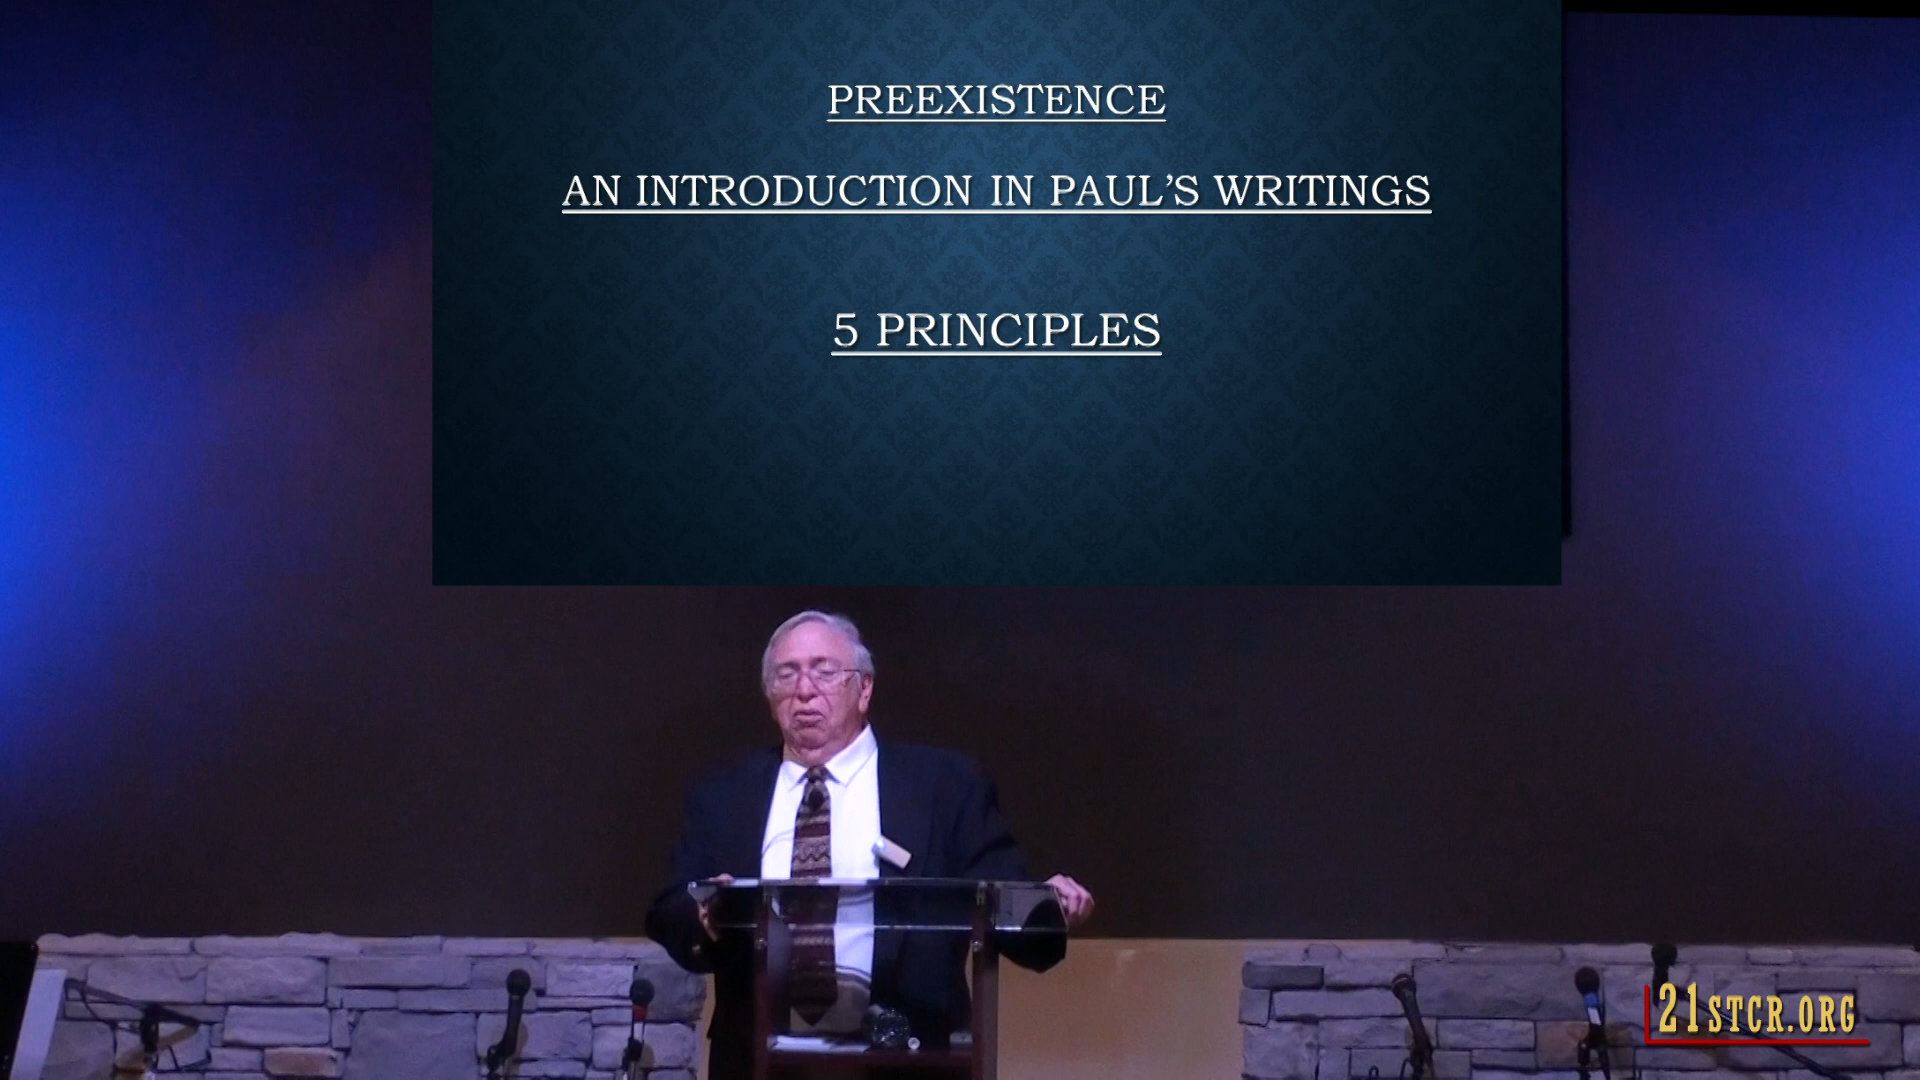 PREEXISTENCE
AN INTRODUCTION IN PAUL’S WRITINGS
5 PRINCIPLES
21STCR.ORG